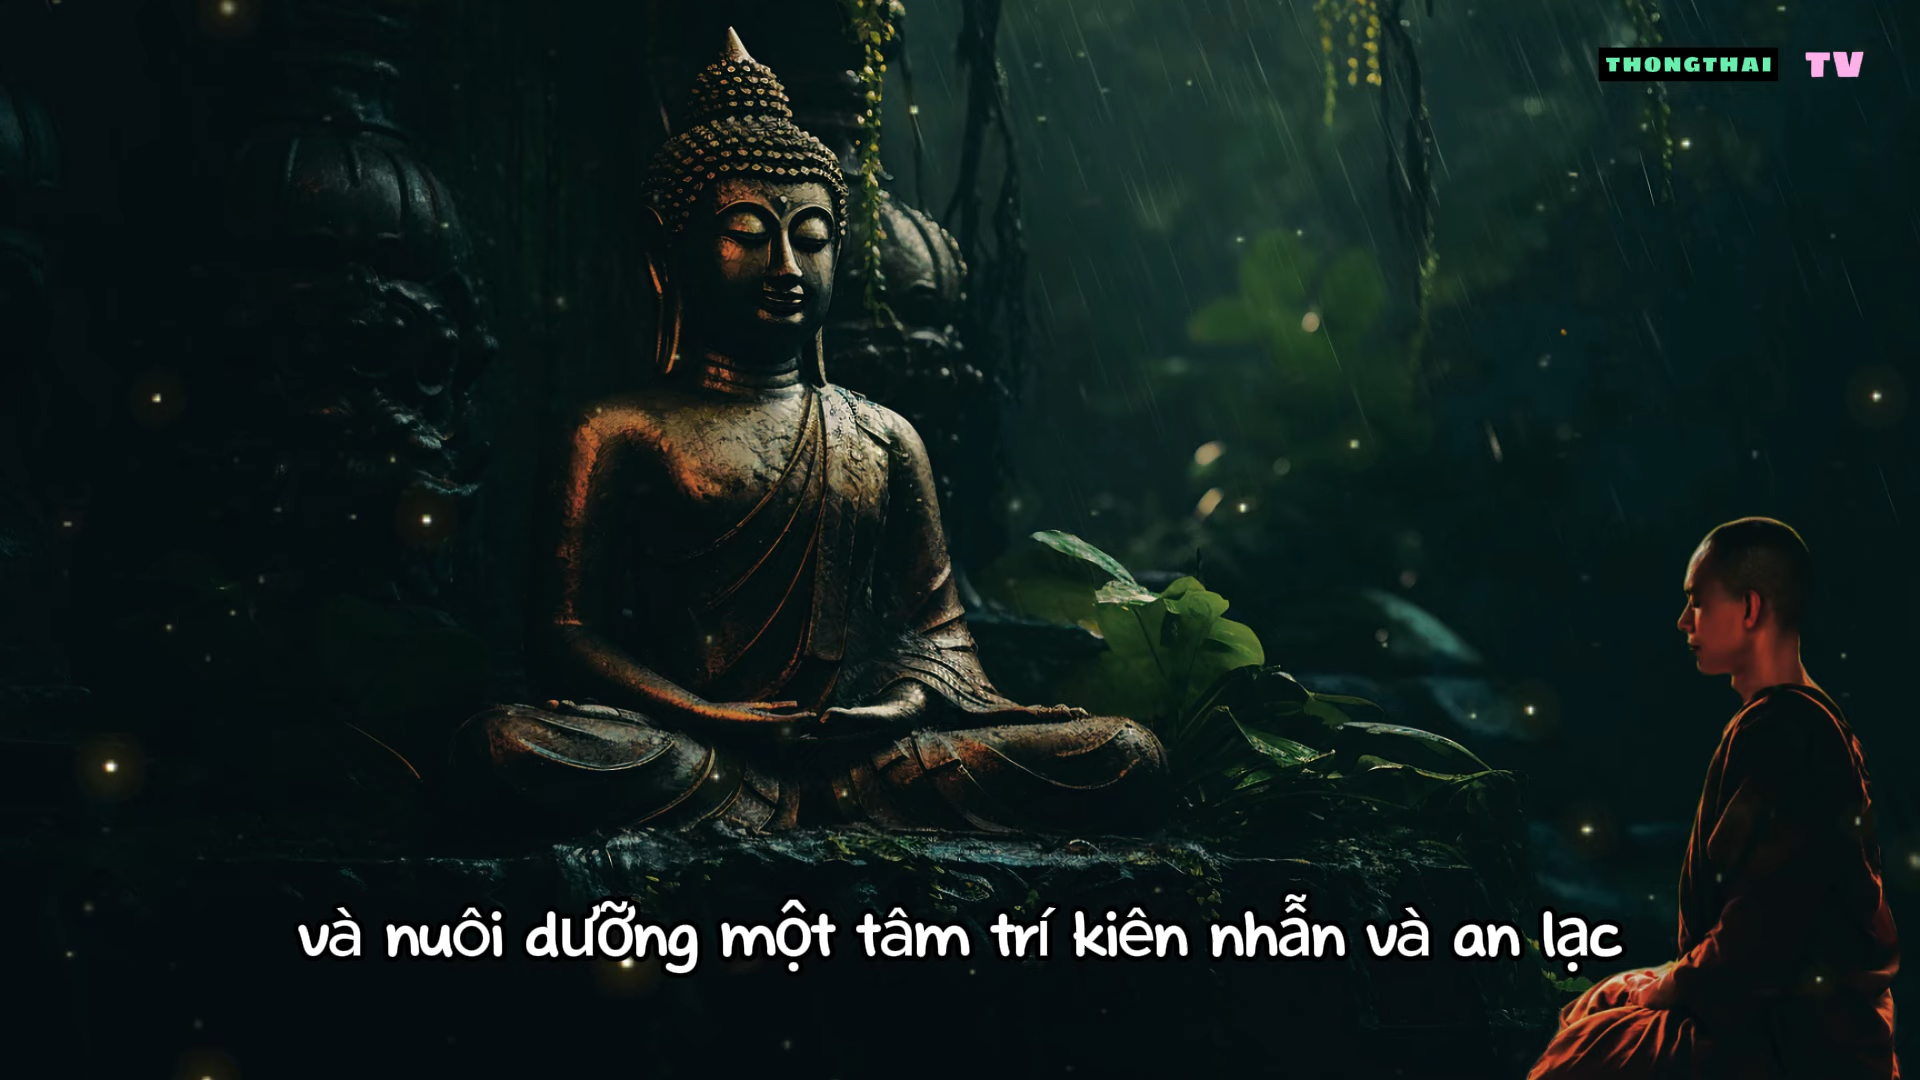 THONGTHAI TV
và nuôi dưỡng một tâm trí kiên nhẫn và an lạc